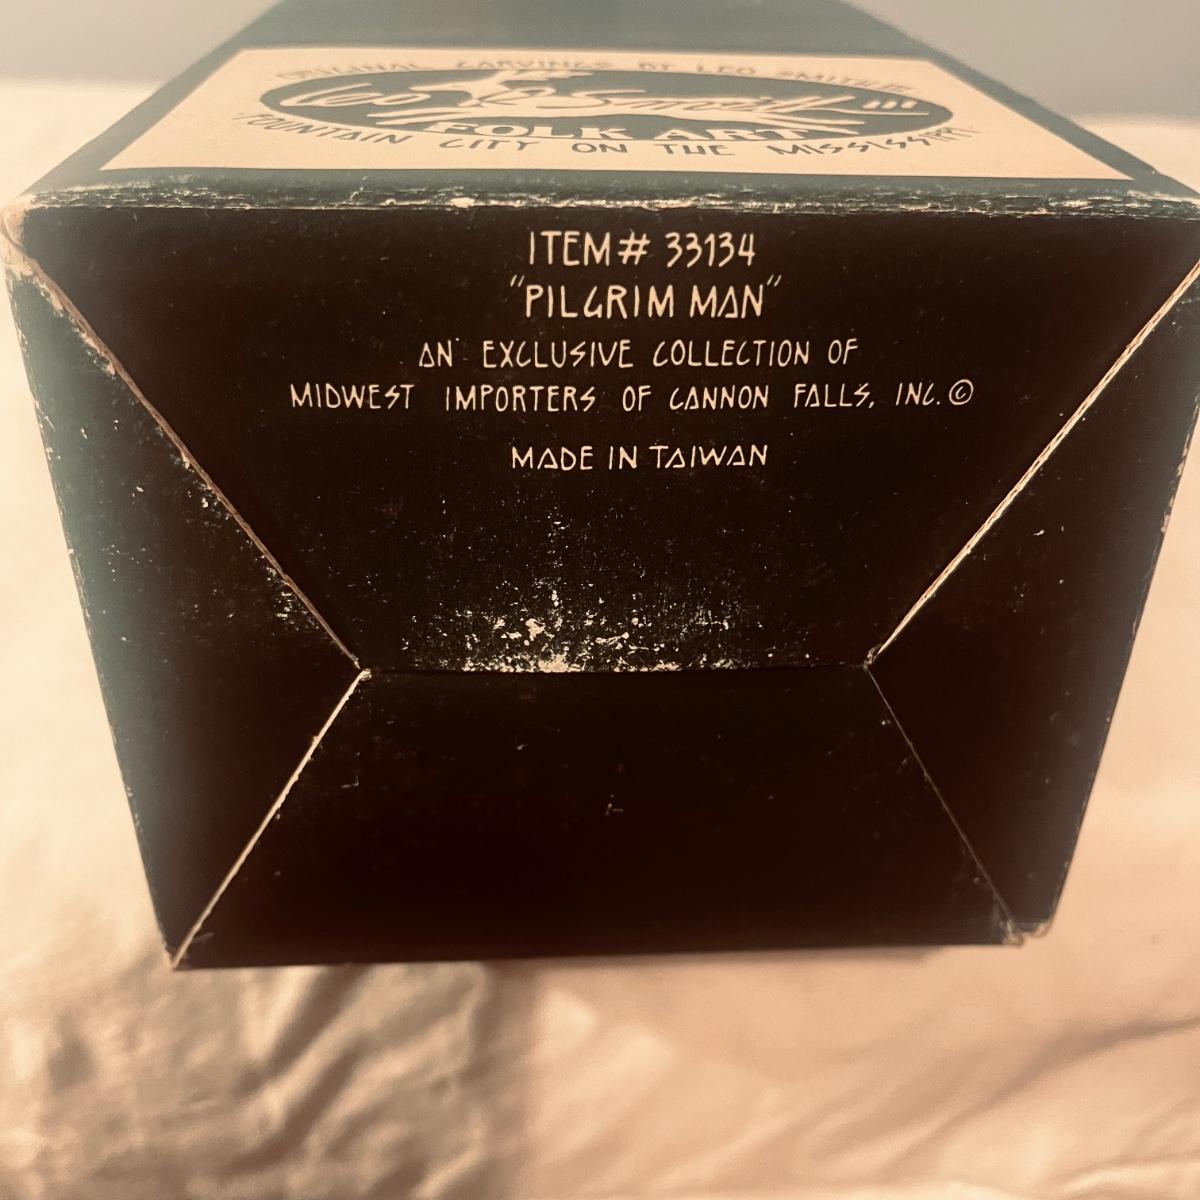 ORIGINAL CARVINGS BY LEO SMITH III
Leo Smith III
FOLK ART
FOUNTAIN CITY ON THE MISSISSIPPI
ITEM# 33134
"PILGRIM MAN"
AN EXCLUSIVE COLLECTION OF
MIDWEST IMPORTERS OF CANNON FALLS, INC.©
MADE IN TAIWAN